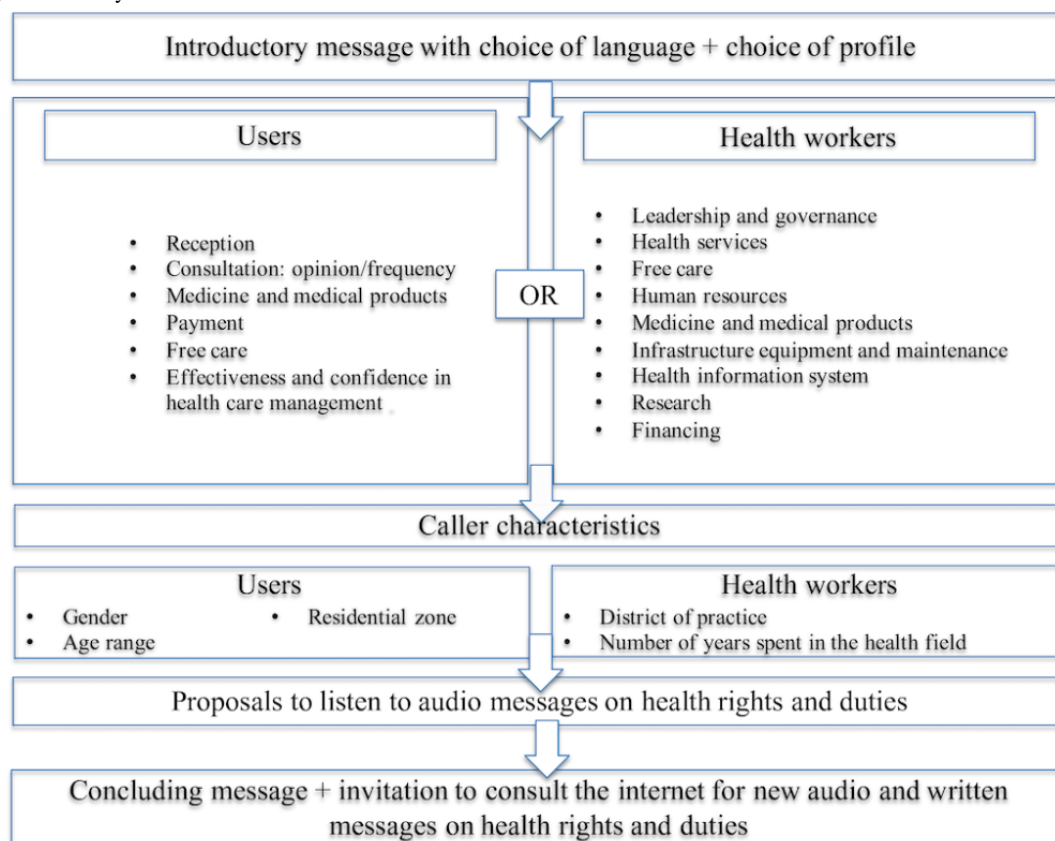 Introductory message with choice of language + choice of profile
Users
• Reception
• Consultation: opinion/frequency
• Medicine and medical products
• Payment
• Free care
• Effectiveness and confidence in
health care management
OR
Health workers
• Leadership and governance
• Health services
• Free care
• Human resources
• Medicine and medical products
• Infrastructure equipment and maintenance
• Health information system
• Research
• Financing
Caller characteristics
Users
• Gender
• Age range
• Residential zone
Health workers
• District of practice
• Number of years spent in the health field
Proposals to listen to audio messages on health rights and duties
Concluding message + invitation to consult the internet for new audio and written
messages on health rights and duties